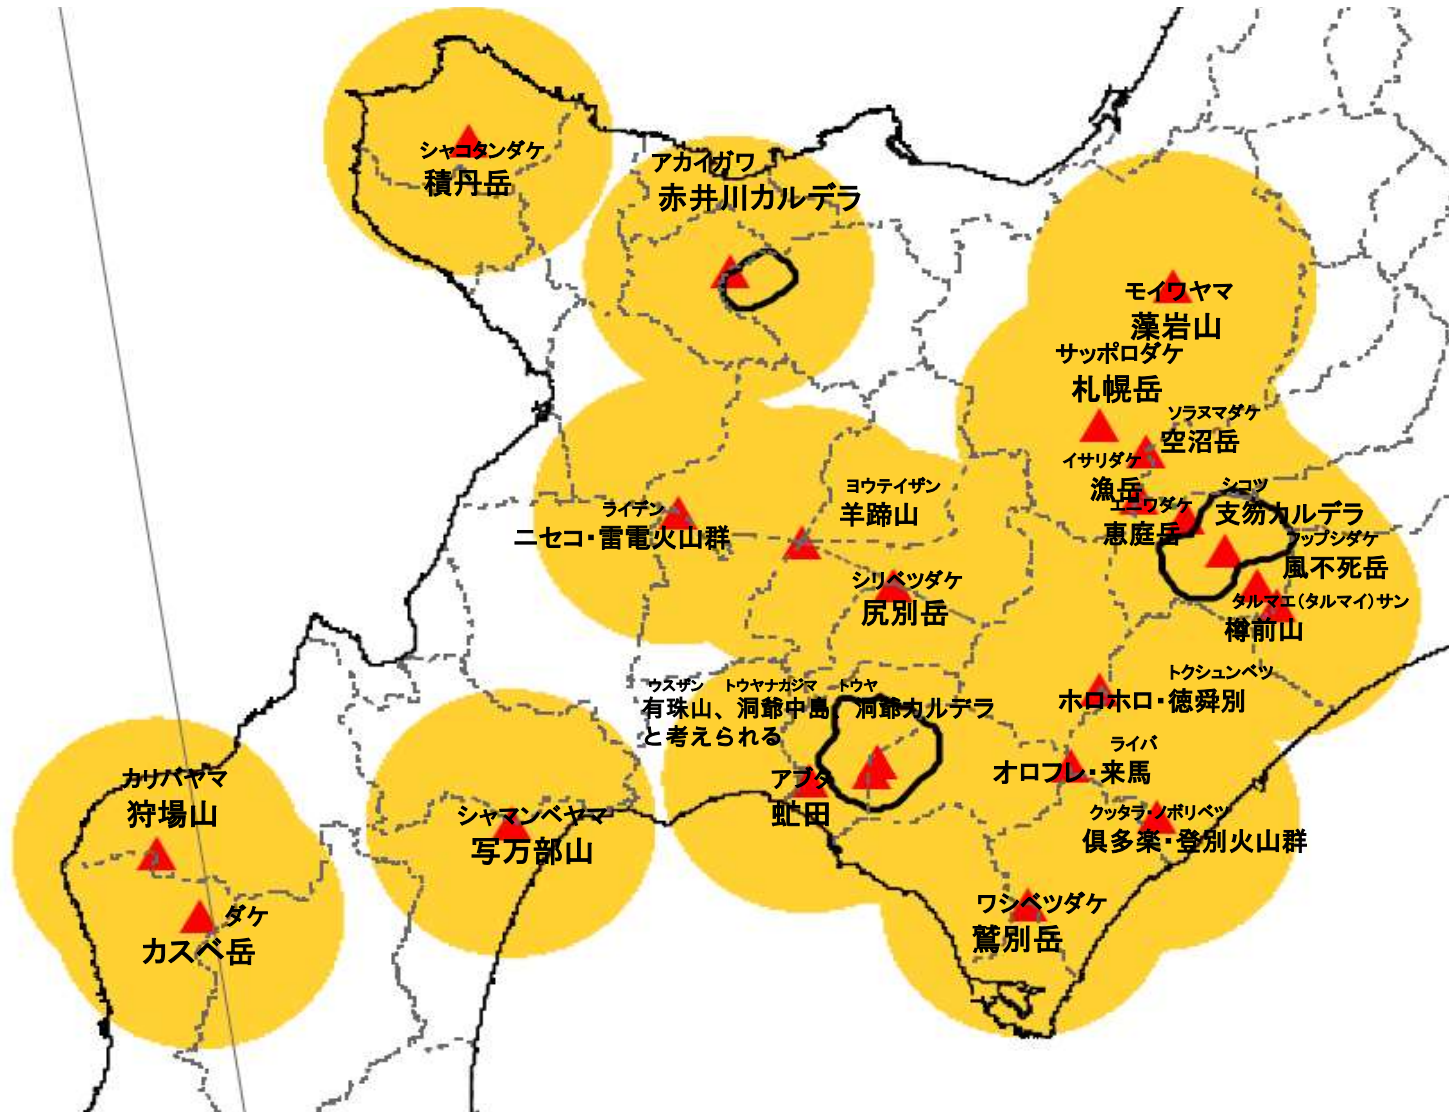 シャコタンダケ
積丹岳
アカイガワ
赤井川カルデラ
モイワヤマ
藻岩山
サッポロダケ
札幌岳
ソラヌマダケ
空沼岳
イサリダケ
漁岳
エニワダケ
恵庭岳
シコツ
支笏カルデラ
フップシダケ
風不死岳
タルマエ(タルマイ)サン
樽前山
ヨウテイザン
羊蹄山
ライデン
ニセコ・雷電火山群
シリベツダケ
尻別岳
ウスザン トウヤナカジマ トウヤ
有珠山、洞爺中島、洞爺カルデラ
と考えられる
トクシュンベツ
ホロホロ・徳舜別
ライバ
オロフレ・来馬
アブタ
虻田
クッタラ・ノボリベツ
倶多楽・登別火山群
カリバヤマ
狩場山
シャマンベヤマ
写万部山
ワシベツダケ
鷲別岳
ダケ
カスベ岳